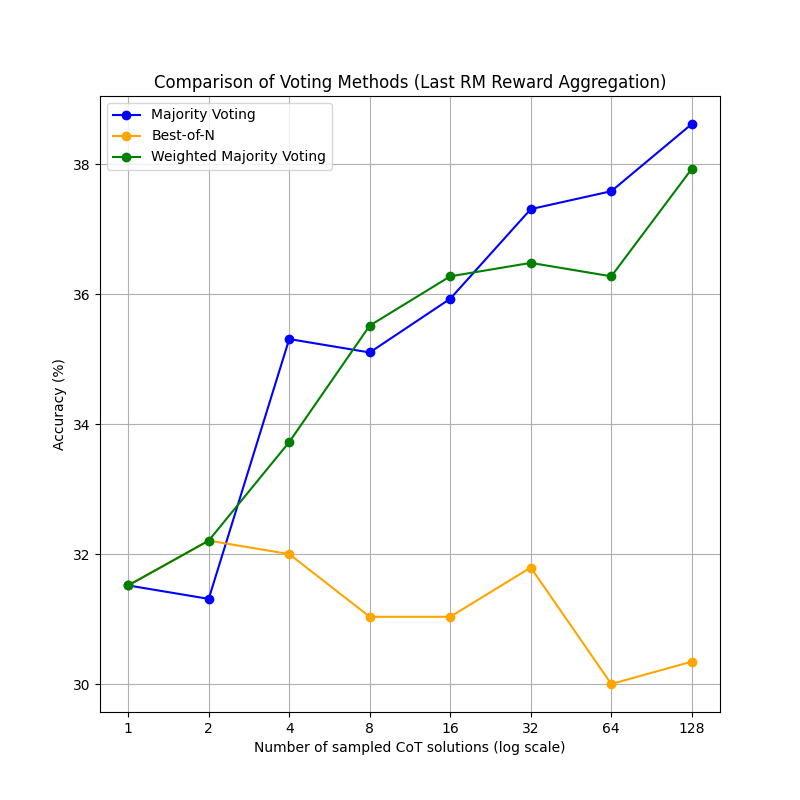 Comparison of Voting Methods (Last RM Reward Aggregation)
Majority Voting
Best-of-N
Weighted Majority Voting
38
36
34
32
30
Accuracy (%)
1 2 4 8 16 32 64 128
Number of sampled CoT solutions (log scale)